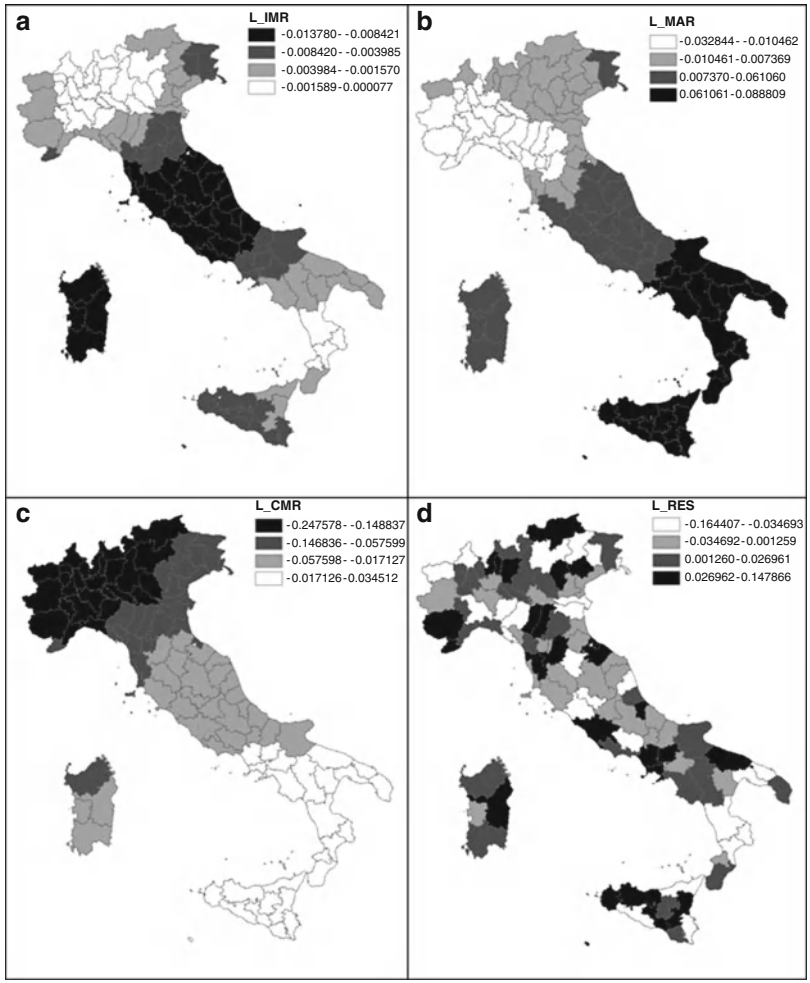 a
L_IMR
-0.013780- -0.008421
-0.008420- -0.003985
-0.003984- -0.001570
-0.001589-0.000077
b
L_MAR
-0.032844- -0.010462
-0.010461-0.007369
0.007370-0.061060
0.061061-0.088809
c
L_CMR
-0.247578- -0.148837
-0.146836- -0.057599
-0.057598- -0.017127
-0.017126-0.034512
d
L_RES
-0.164407- -0.034693
-0.034692-0.001259
0.001260-0.026961
0.026962-0.147866